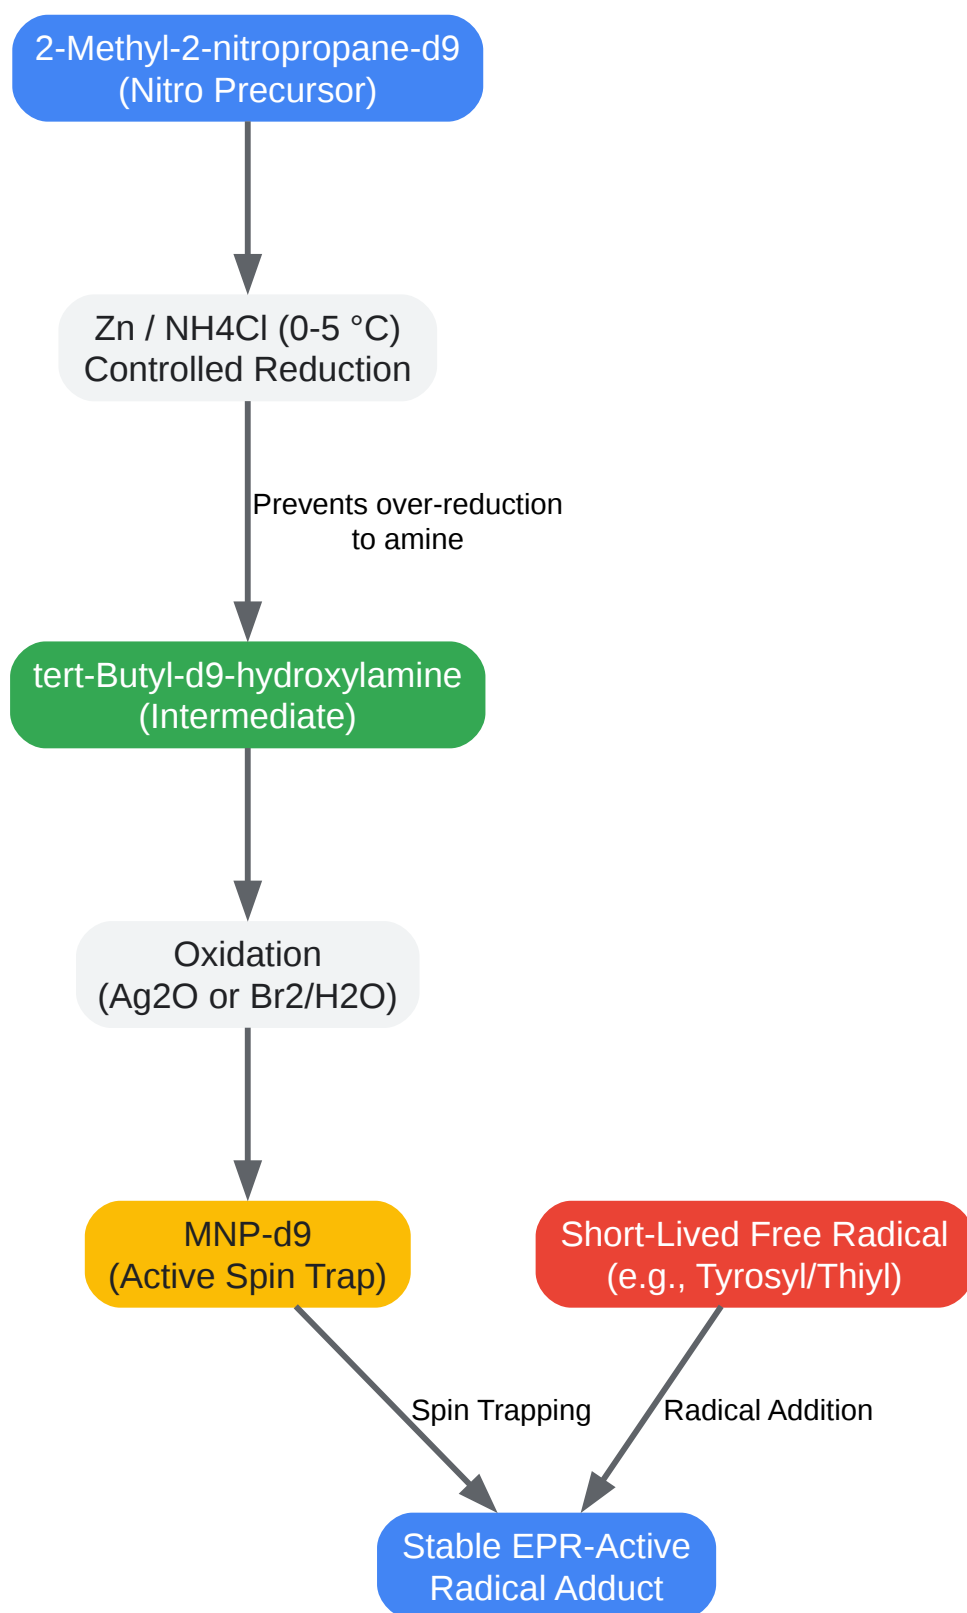 2-Methyl-2-nitropropane-d9
(Nitro Precursor)
Zn / NH4Cl (0-5 °C)
Controlled Reduction
Prevents over-reduction
to amine
tert-Butyl-d9-hydroxylamine
(Intermediate)
Oxidation
(Ag2O or Br2/H2O)
MNP-d9
(Active Spin Trap)
Short-Lived Free Radical
(e.g., Tyrosyl/Thiyl)
Spin Trapping
Radical Addition
Stable EPR-Active
Radical Adduct